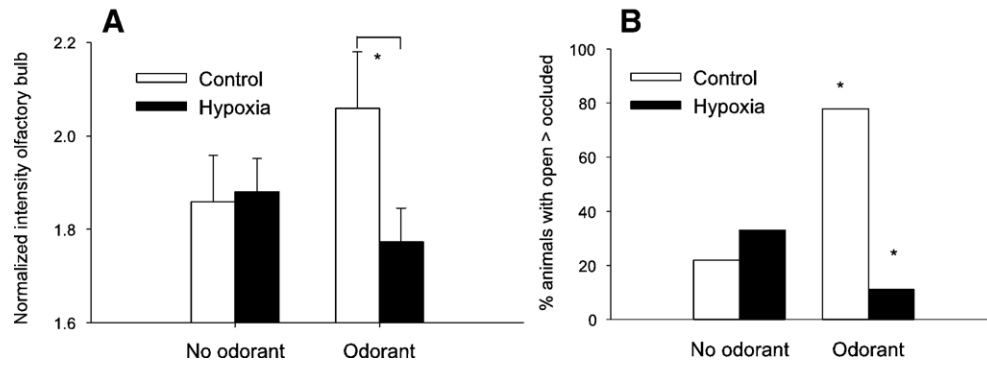 A
Normalized intensity olfactory bulb
2.2
2.0
1.8
1.6
Control
Hypoxia
*
No odorant
Odorant
B
% animals with open > occluded
100
80
60
40
20
0
Control
Hypoxia
*
*
No odorant
Odorant